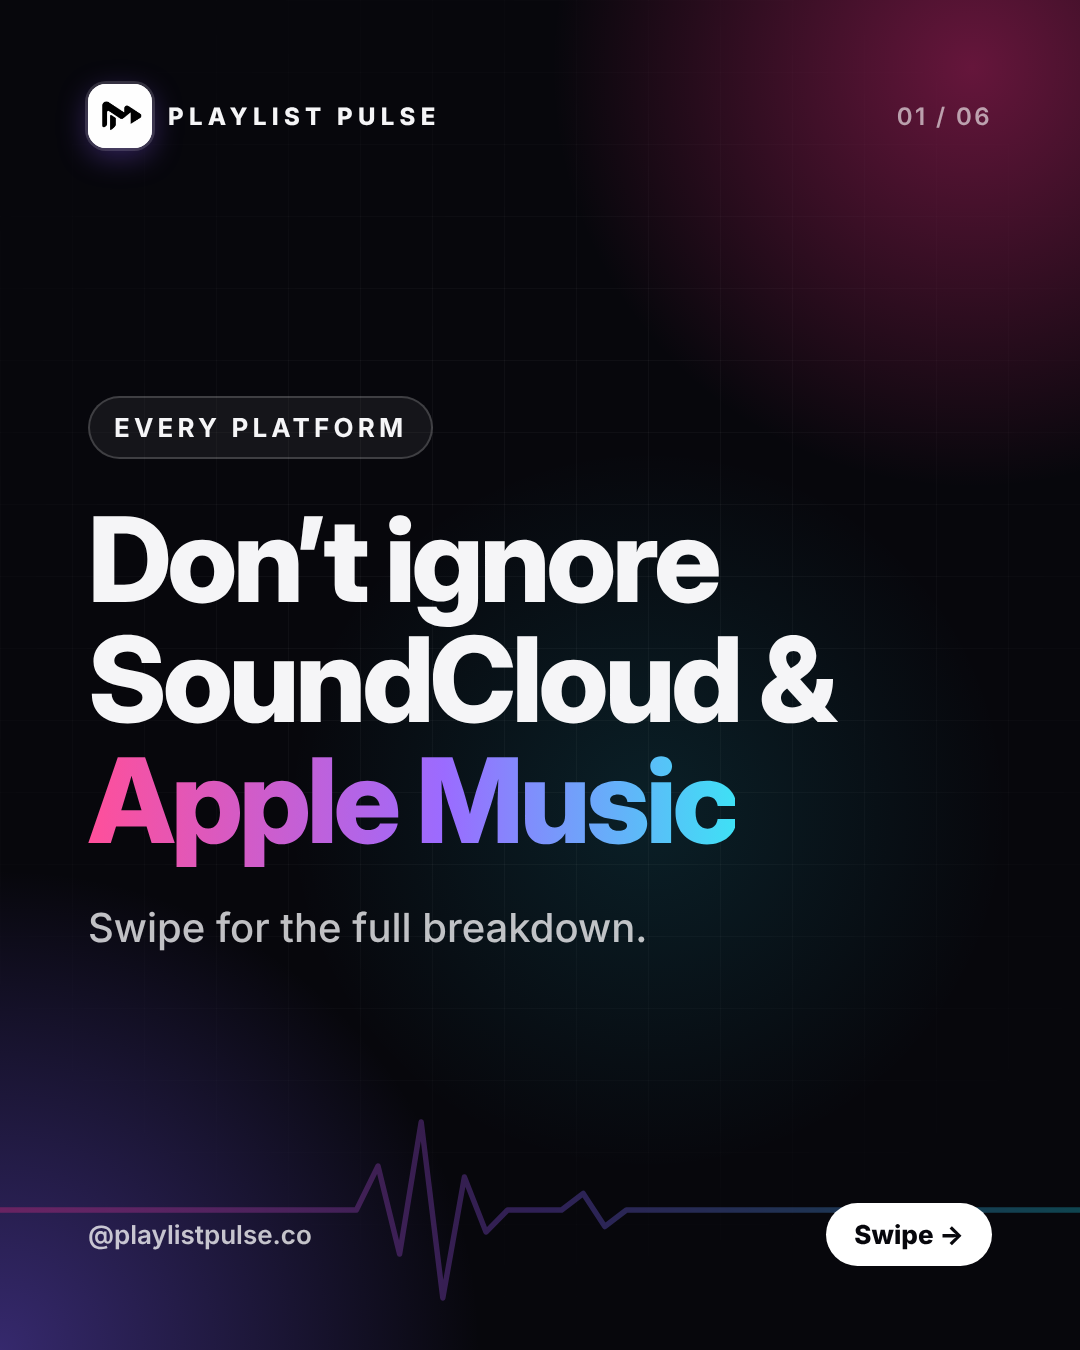 PLAYLIST PULSE
01 / 06
EVERY PLATFORM
Don’t ignore
SoundCloud &
Apple Music
Swipe for the full breakdown.
@playlistpulse.co
Swipe →